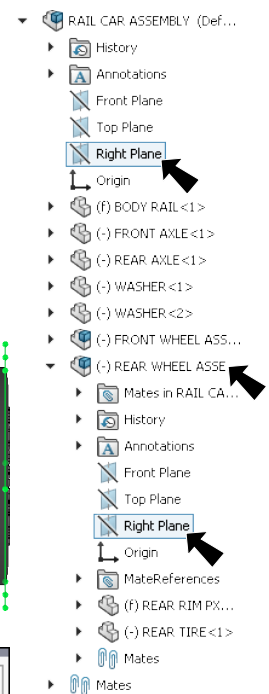 RAIL CAR ASSEMBLY (Def...
History
Annotations
Front Plane
Top Plane
Right Plane
Origin
(f) BODY RAIL<1>
(-) FRONT AXLE<1>
(-) REAR AXLE<1>
(-) WASHER<1>
(-) WASHER<2>
(-) FRONT WHEEL ASS...
(-) REAR WHEEL ASSE
Mates in RAIL CA...
History
Annotations
Front Plane
Top Plane
Right Plane
Origin
MateReferences
(f) REAR RIM PX...
(-) REAR TIRE<1>
Mates
Mates